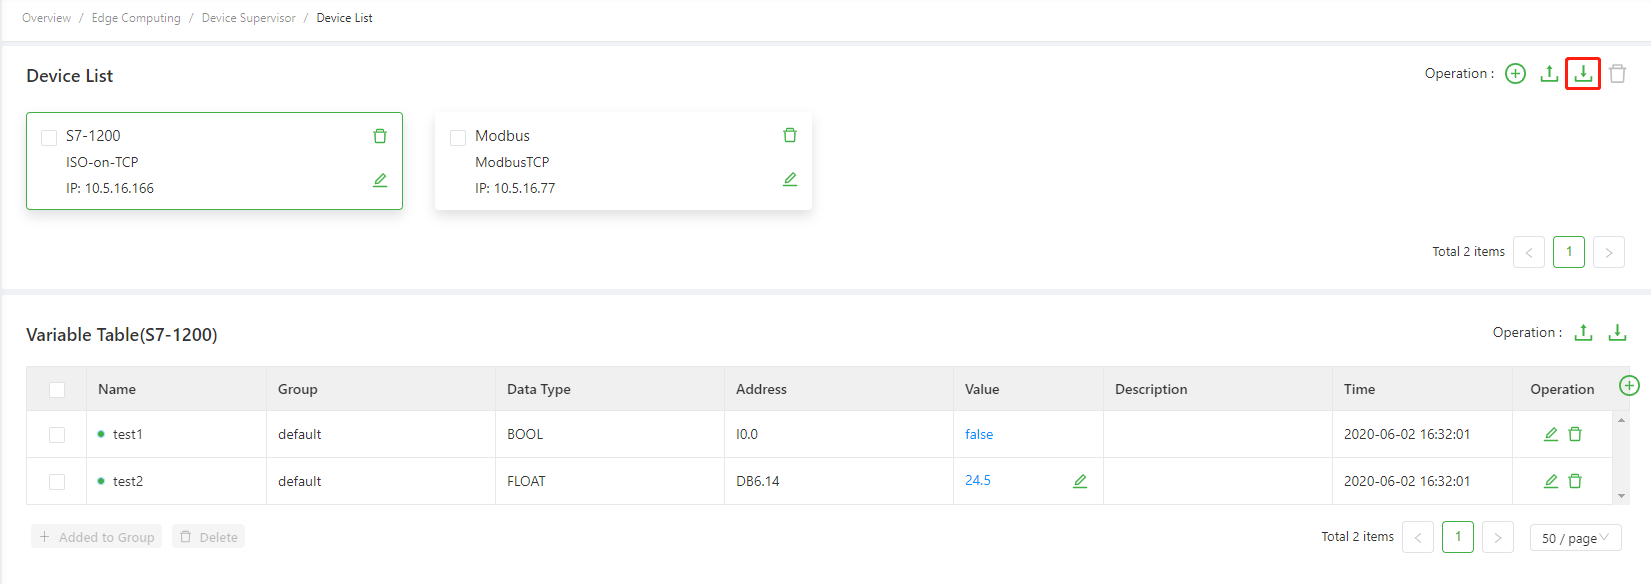 Overview / Edge Computing / Device Supervisor / Device List
Device List
Operation :
S7-1200
ISO-on-TCP
IP: 10.5.16.166
Modbus
ModbusTCP
IP: 10.5.16.77
Total 2 items < 1 >
Variable Table(S7-1200)
Operation :
Name Group Data Type Address Value Description Time Operation
test1 default BOOL I0.0 false 2020-06-02 16:32:01
test2 default FLOAT DB6.14 24.5 2020-06-02 16:32:01
+ Added to Group Delete
Total 2 items < 1 > 50 / page